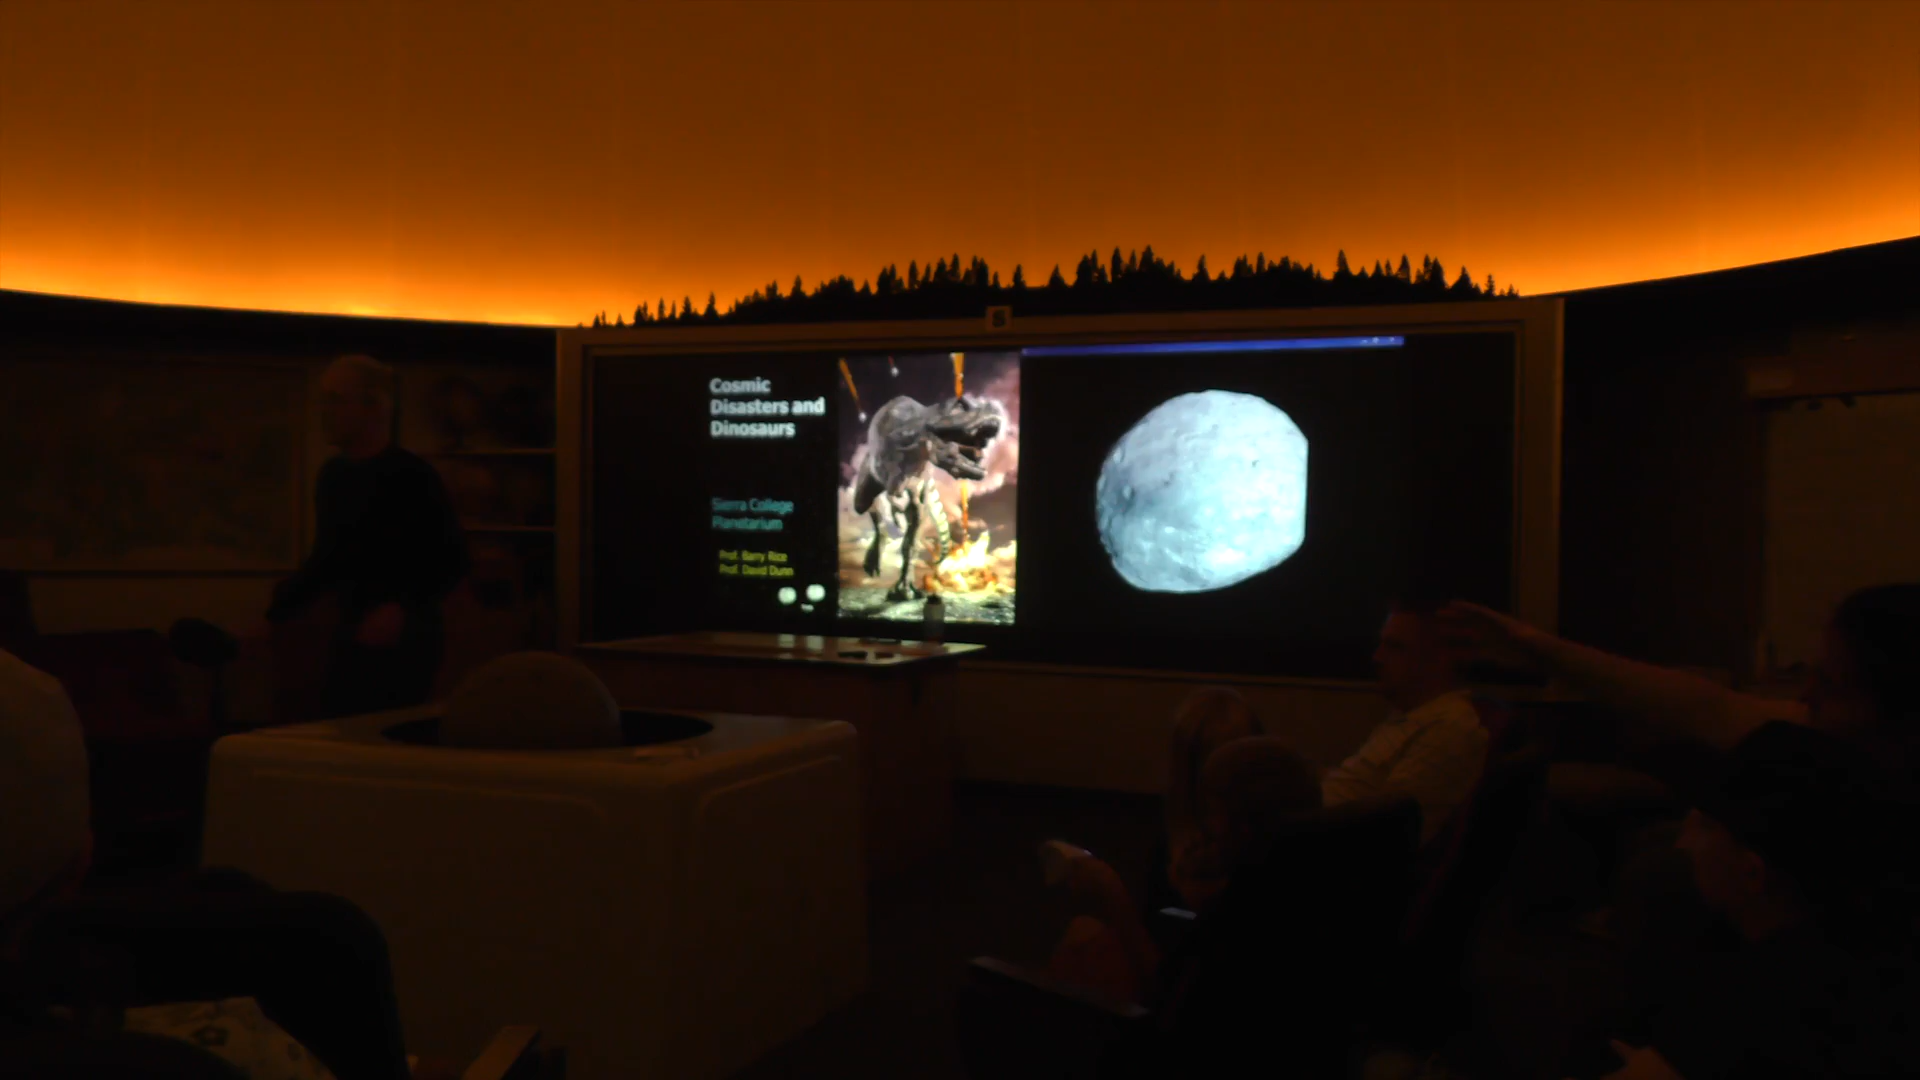 S
Cosmic
Disasters and
Dinosaurs
Sierra College
Planetarium
Prof. Barry Rice
Prof. David Dunn